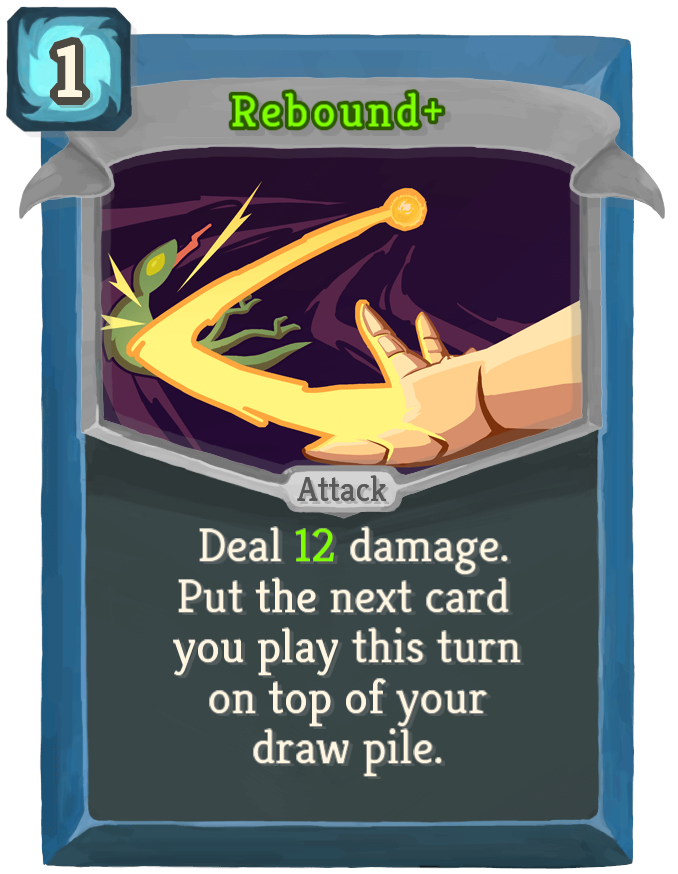 1
Rebound+
Attack
Deal 12 damage.
Put the next card
you play this turn
on top of your
draw pile.